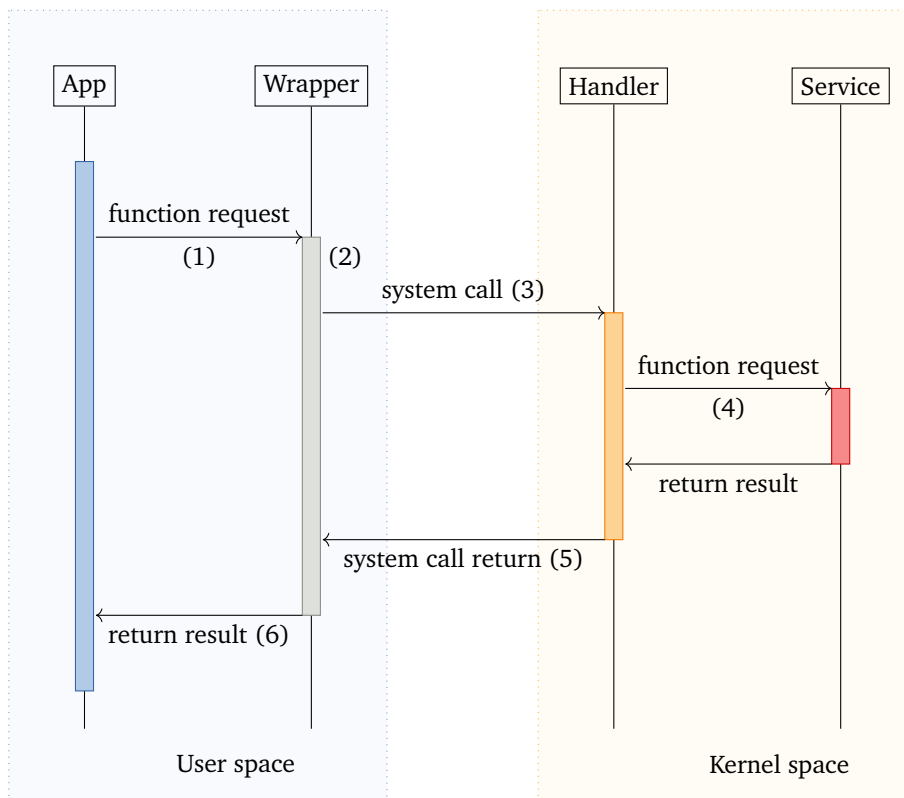 App
Wrapper
Handler
Service
function request
(1)
(2)
system call (3)
function request
(4)
return result
system call return (5)
return result (6)
User space
Kernel space